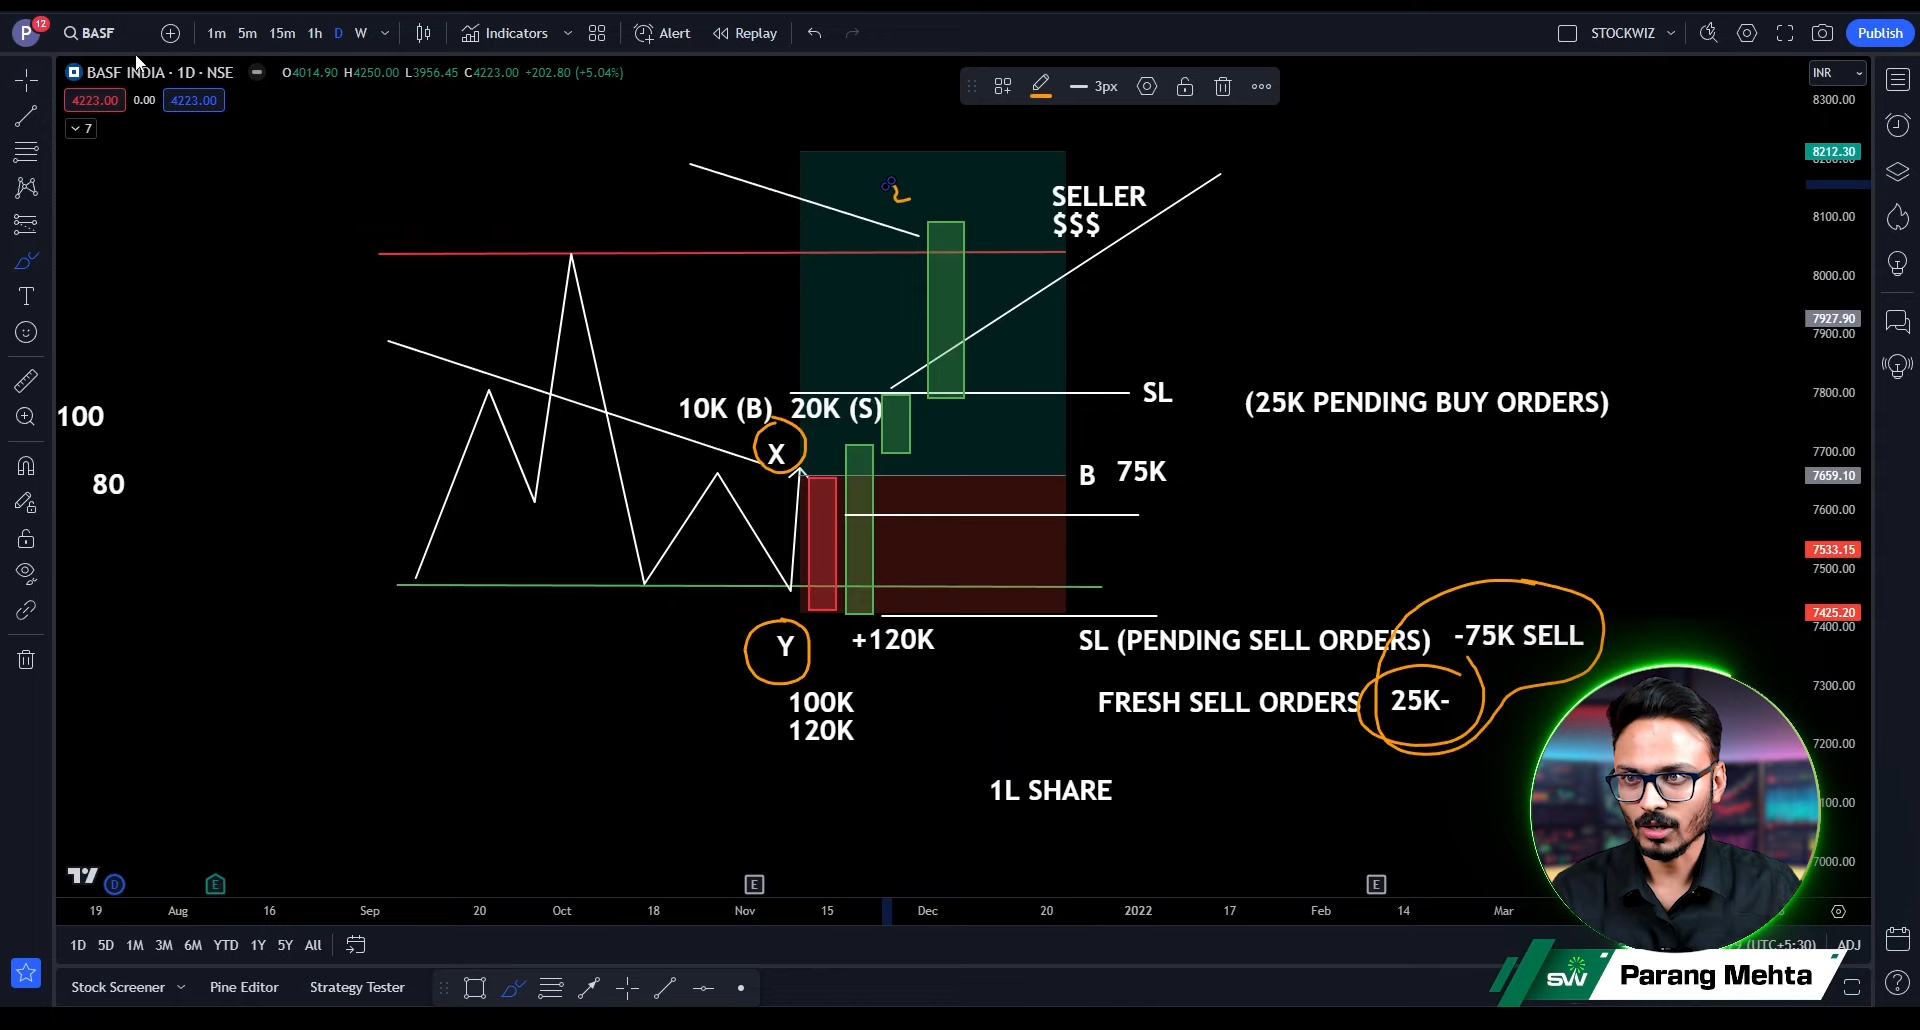 P 12 BASF 1m 5m 15m 1h D W Indicators Alert Replay STOCKWIZ Publish
BASF INDIA · 1D · NSE O4014.90 H4250.00 L3956.45 C4223.00 +202.80 (+5.04%)
4223.00 0.00 4223.00
7
3px
INR
8300.00
8212.30
8100.00
8000.00
7927.90
7900.00
7800.00
7700.00
7659.10
7600.00
7533.15
7500.00
7425.20
7400.00
7300.00
7200.00
7000.00
SELLER
$$$
SL
10K (B) 20K (S)
(25K PENDING BUY ORDERS)
100
X
B 75K
80
Y
+120K
SL (PENDING SELL ORDERS) -75K SELL
100K
120K
FRESH SELL ORDERS 25K-
1L SHARE
D E E E
19 Aug 16 Sep 20 Oct 18 Nov 15 Dec 20 2022 17 Feb 14 Mar
1D 5D 1M 3M 6M YTD 1Y 5Y All
(UTC+5:30) ADJ
Stock Screener Pine Editor Strategy Tester
SW Parang Mehta